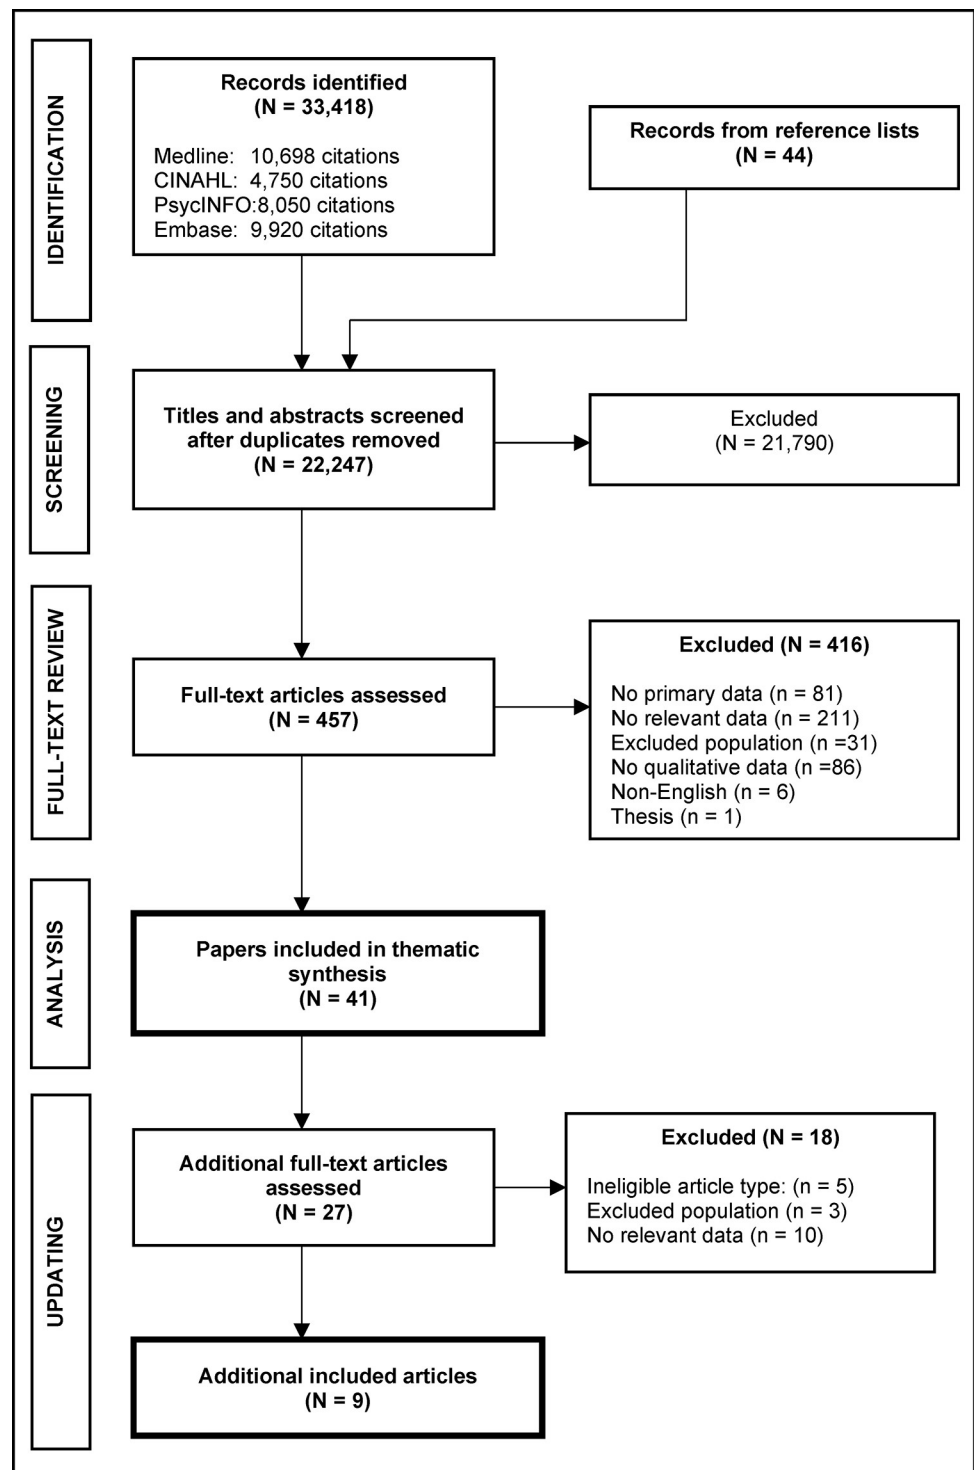 IDENTIFICATION
Records identified
(N = 33,418)
Medline: 10,698 citations
CINAHL: 4,750 citations
PsycINFO:8,050 citations
Embase: 9,920 citations
Records from reference lists
(N = 44)
SCREENING
Titles and abstracts screened
after duplicates removed
(N = 22,247)
Excluded
(N = 21,790)
FULL-TEXT REVIEW
Full-text articles assessed
(N = 457)
Excluded (N = 416)
No primary data (n = 81)
No relevant data (n = 211)
Excluded population (n =31)
No qualitative data (n =86)
Non-English (n = 6)
Thesis (n = 1)
ANALYSIS
Papers included in thematic
synthesis
(N = 41)
UPDATING
Additional full-text articles
assessed
(N = 27)
Excluded (N = 18)
Ineligible article type: (n = 5)
Excluded population (n = 3)
No relevant data (n = 10)
Additional included articles
(N = 9)